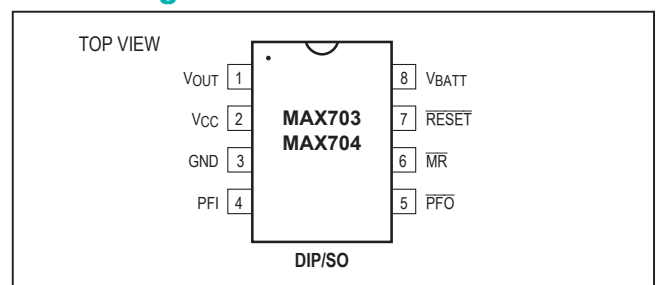 TOP VIEW
VOUT 1
8 VBATT
VCC 2
MAX703
7 RESET
MAX704
GND 3
6 MR
PFI 4
5 PFO
DIP/SO